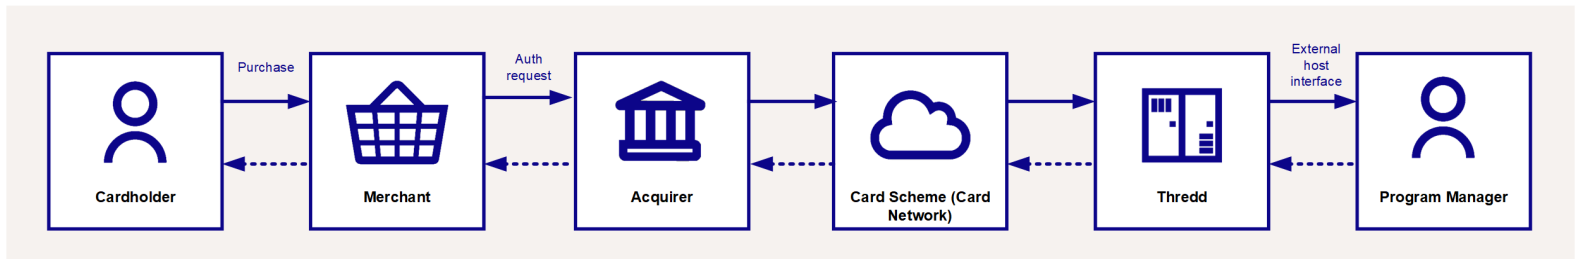 Purchase
Auth
request
External
host
interface
Cardholder
Merchant
Acquirer
Card Scheme (Card
Network)
Thredd
Program Manager